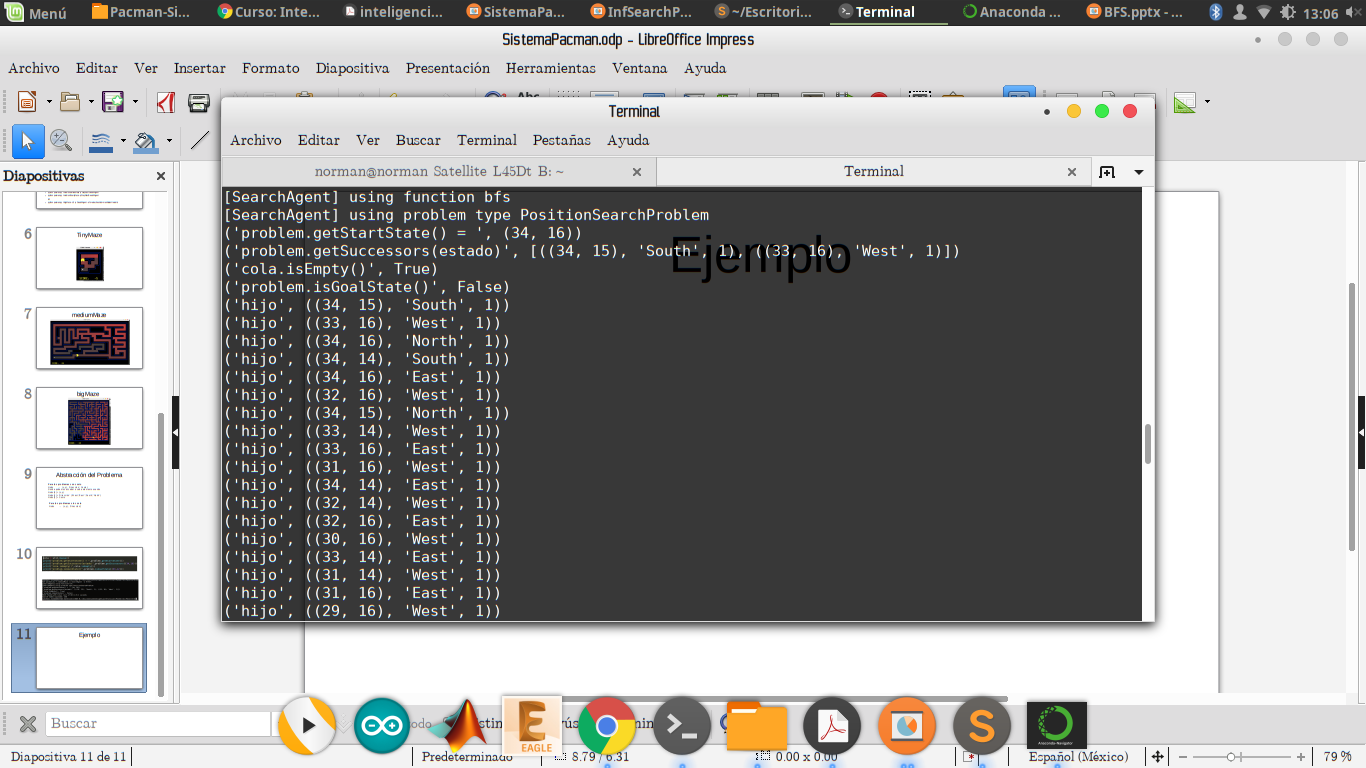 Menú
Pacman-Si...
Curso: Inte...
inteligenci...
SistemaPa...
InfSearchP...
~/Escritori...
Terminal
Anaconda ...
BFS.pptx - ...
13:06
SistemaPacman.odp - LibreOffice Impress
Archivo Editar Ver Insertar Formato Diapositiva Presentación Herramientas Ventana Ayuda
Terminal
Archivo Editar Ver Buscar Terminal Pestañas Ayuda
norman@norman Satellite L45Dt B: ~
Terminal
Diapositivas
6
TinyMaze
7
mediumMaze
8
bigMaze
9
Abstracción del Problema
10
11
Ejemplo
[SearchAgent] using function bfs
[SearchAgent] using problem type PositionSearchProblem
('problem.getStartState() = ', (34, 16))
('problem.getSuccessors(estado)', [((34, 15), 'South', 1), ((33, 16), 'West', 1)])
('cola.isEmpty()', True)
('problem.isGoalState()', False)
('hijo', ((34, 15), 'South', 1))
('hijo', ((33, 16), 'West', 1))
('hijo', ((34, 16), 'North', 1))
('hijo', ((34, 14), 'South', 1))
('hijo', ((34, 16), 'East', 1))
('hijo', ((32, 16), 'West', 1))
('hijo', ((34, 15), 'North', 1))
('hijo', ((33, 14), 'West', 1))
('hijo', ((33, 16), 'East', 1))
('hijo', ((31, 16), 'West', 1))
('hijo', ((34, 14), 'East', 1))
('hijo', ((32, 14), 'West', 1))
('hijo', ((32, 16), 'East', 1))
('hijo', ((30, 16), 'West', 1))
('hijo', ((33, 14), 'East', 1))
('hijo', ((31, 14), 'West', 1))
('hijo', ((31, 16), 'East', 1))
('hijo', ((29, 16), 'West', 1))
Ejemplo
Buscar
EAGLE
Anaconda-Navigator
Diapositiva 11 de 11
Predeterminado
8.79 / 6.31
0.00 x 0.00
Español (México)
79 %